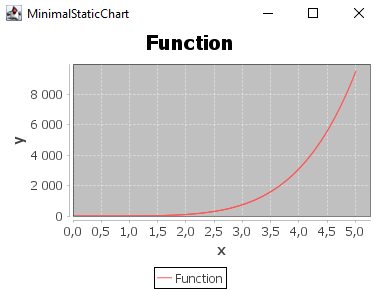 MinimalStaticChart
Function
8 000
6 000
4 000
2 000
0
y
0,0 0,5 1,0 1,5 2,0 2,5 3,0 3,5 4,0 4,5 5,0
x
Function